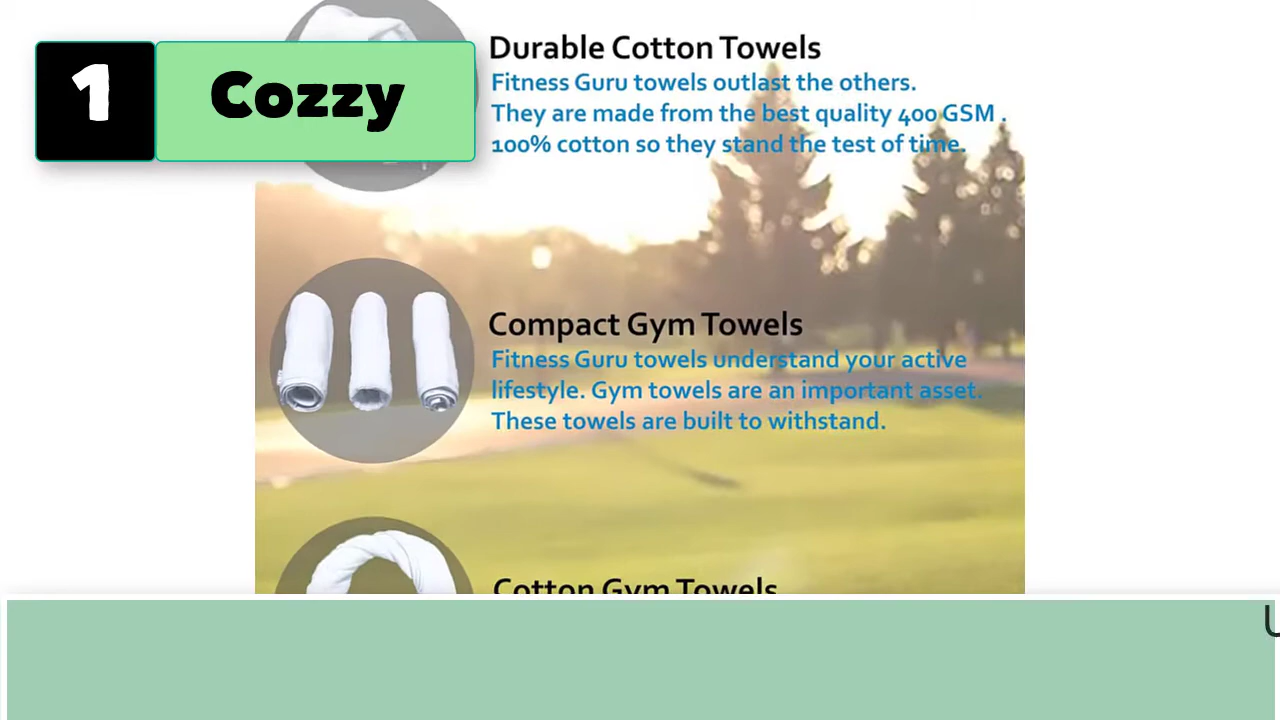 1
Cozzy
Durable Cotton Towels
Fitness Guru towels outlast the others.
They are made from the best quality 400 GSM .
100% cotton so they stand the test of time.
Compact Gym Towels
Fitness Guru towels understand your active
lifestyle. Gym towels are an important asset.
These towels are built to withstand.
Cotton Gym Towels